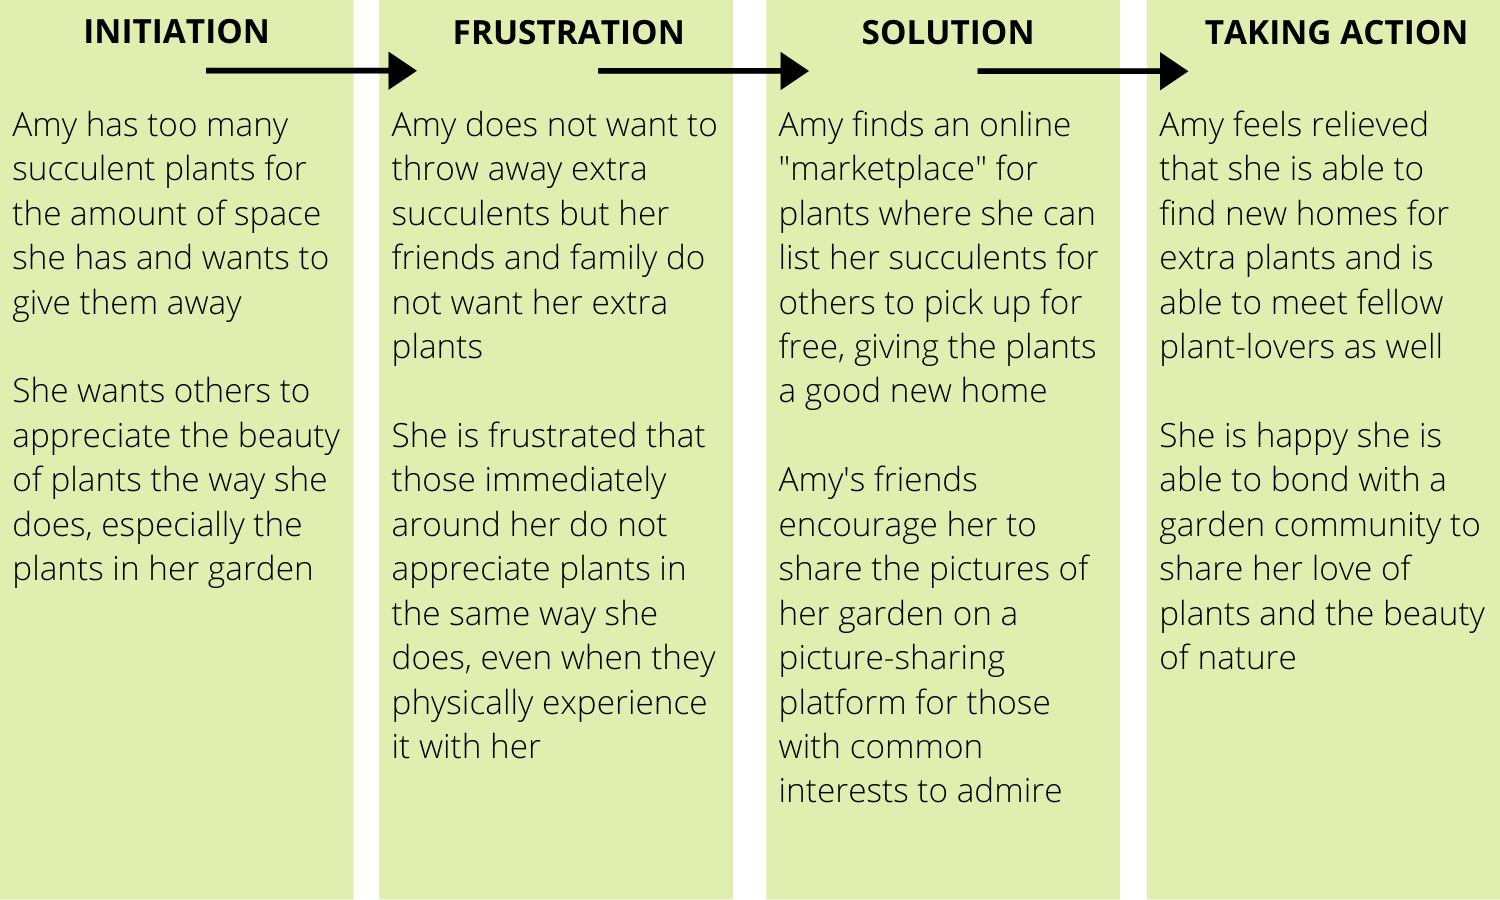 INITIATION
Amy has too many
succulent plants for
the amount of space
she has and wants to
give them away
She wants others to
appreciate the beauty
of plants the way she
does, especially the
plants in her garden
FRUSTRATION
Amy does not want to
throw away extra
succulents but her
friends and family do
not want her extra
plants
She is frustrated that
those immediately
around her do not
appreciate plants in
the same way she
does, even when they
physically experience
it with her
SOLUTION
Amy finds an online
"marketplace" for
plants where she can
list her succulents for
others to pick up for
free, giving the plants
a good new home
Amy's friends
encourage her to
share the pictures of
her garden on a
picture-sharing
platform for those
with common
interests to admire
TAKING ACTION
Amy feels relieved
that she is able to
find new homes for
extra plants and is
able to meet fellow
plant-lovers as well
She is happy she is
able to bond with a
garden community to
share her love of
plants and the beauty
of nature